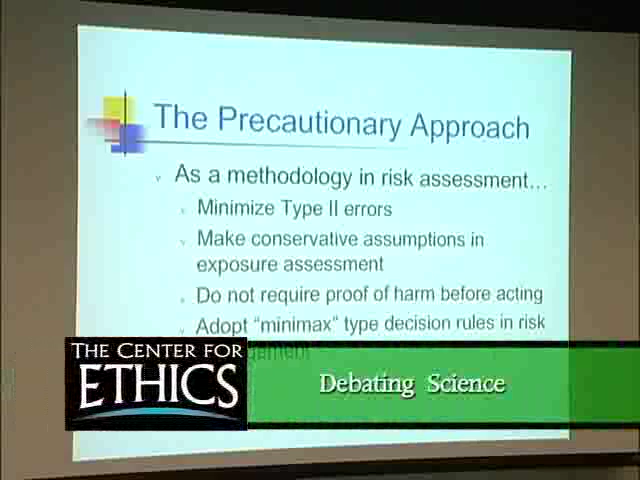 The Precautionary Approach
As a methodology in risk assessment...
Minimize Type II errors
Make conservative assumptions in
exposure assessment
Do not require proof of harm before acting
Adopt “minimax” type decision rules in risk
THE CENTER FOR
ETHICS
Debating Science